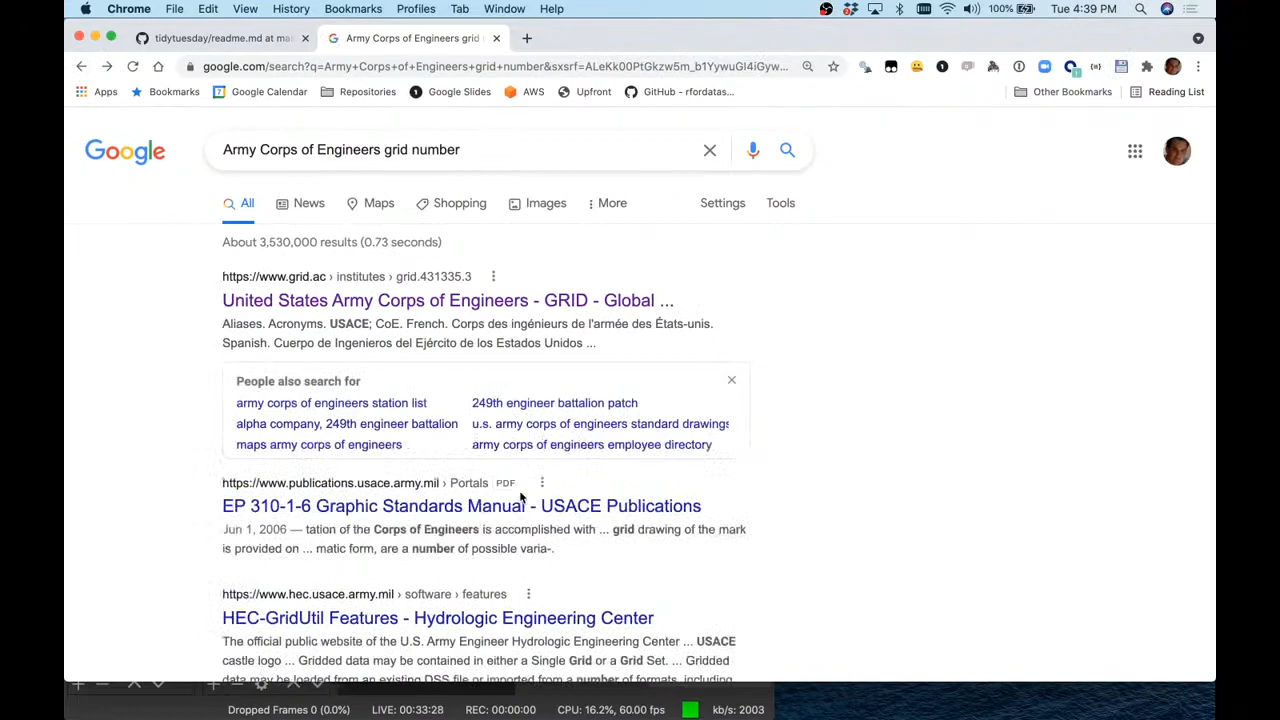 Chrome File Edit View History Bookmarks Profiles Tab Window Help 100% Tue 4:39 PM
tidytuesday/readme.md at ma Army Corps of Engineers grid
google.com/search?q=Army+Corps+of+Engineers+grid+number&sxsrf=ALeKk00PtGkzw5m_b1YywuGI4iGyw...
Apps Bookmarks Google Calendar Repositories Google Slides AWS Upfront GitHub - rfordatas... Other Bookmarks Reading List
Google
Army Corps of Engineers grid number
All News Maps Shopping Images More Settings Tools
About 3,530,000 results (0.73 seconds)
https://www.grid.ac › institutes › grid.431335.3
United States Army Corps of Engineers - GRID - Global ...
Aliases. Acronyms. USACE; CoE. French. Corps des ingénieurs de l'armée des États-unis.
Spanish. Cuerpo de Ingenieros del Ejército de los Estados Unidos ...
People also search for
army corps of engineers station list 249th engineer battalion patch
alpha company, 249th engineer battalion u.s. army corps of engineers standard drawings
maps army corps of engineers army corps of engineers employee directory
https://www.publications.usace.army.mil › Portals PDF
EP 310-1-6 Graphic Standards Manual - USACE Publications
Jun 1, 2006 — tation of the Corps of Engineers is accomplished with ... grid drawing of the mark
is provided on ... matic form, are a number of possible varia-.
https://www.hec.usace.army.mil › software › features
HEC-GridUtil Features - Hydrologic Engineering Center
The official public website of the U.S. Army Engineer Hydrologic Engineering Center ... USACE
castle logo ... Gridded data may be contained in either a Single Grid or a Grid Set. ... Gridded
data may be loaded from an existing DSS file or imported from a number of formats, including
Dropped Frames 0 (0.0%) LIVE: 00:33:28 REC: 00:00:00 CPU: 16.2%, 60.00 fps kb/s: 2003